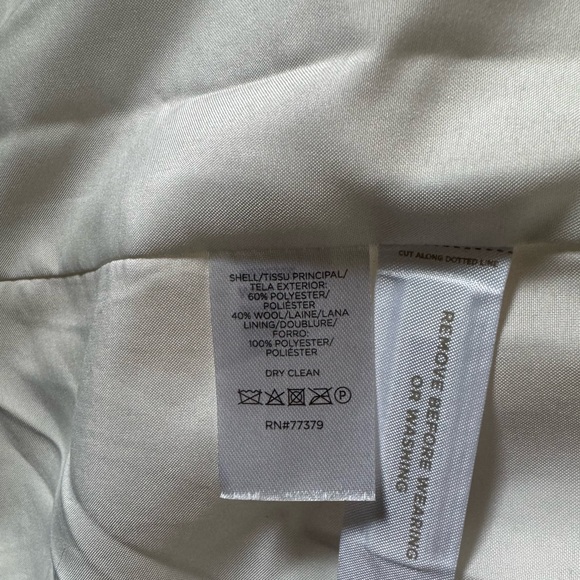 SHELL/TISSU PRINCIPAL/
TELA EXTERIOR:
60% POLYESTER/
POLIÉSTER
40% WOOL/LAINE/LANA
LINING/DOUBLURE/
FORRO:
100% POLYESTER/
POLIÉSTER
DRY CLEAN
P
RN#77379
CUT ALONG DOTTED LINE
REMOVE BEFORE WEARING
OR WASHING